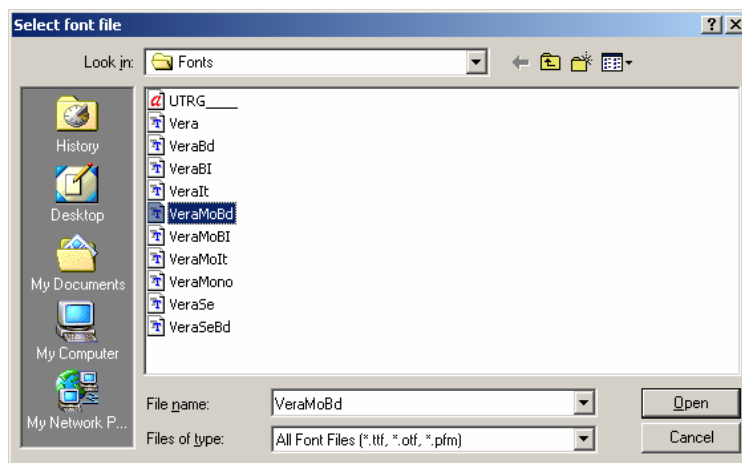 Select font file
Look in:
Fonts
History
Desktop
My Documents
My Computer
My Network P...
UTRG____
Vera
VeraBd
VeraBI
VeraIt
VeraMoBd
VeraMoBI
VeraMoIt
VeraMono
VeraSe
VeraSeBd
File name:
VeraMoBd
Open
Files of type:
All Font Files (*.ttf, *.otf, *.pfm)
Cancel